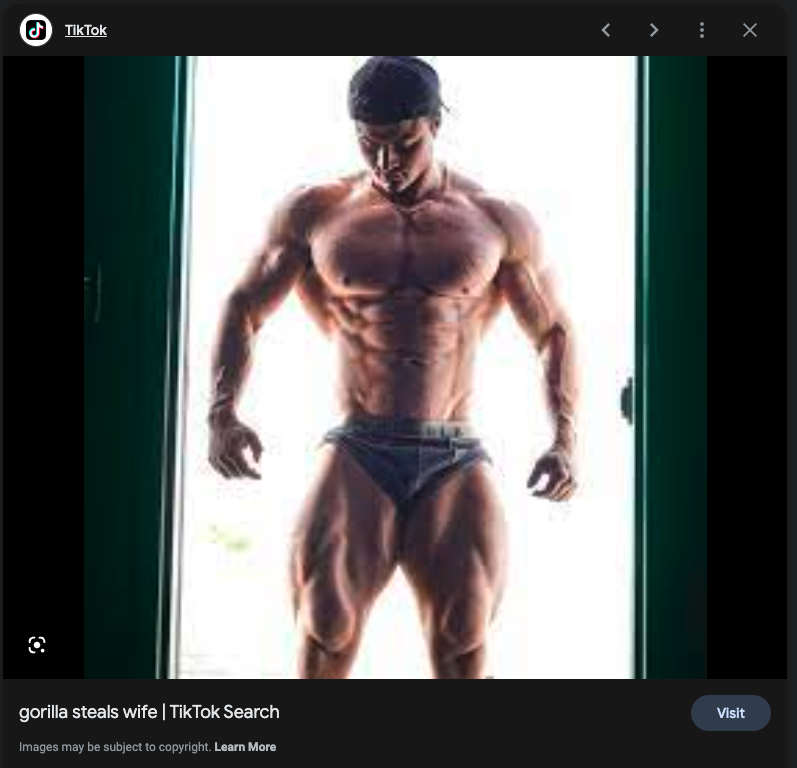 TikTok
gorilla steals wife | TikTok Search
Visit
Images may be subject to copyright. Learn More